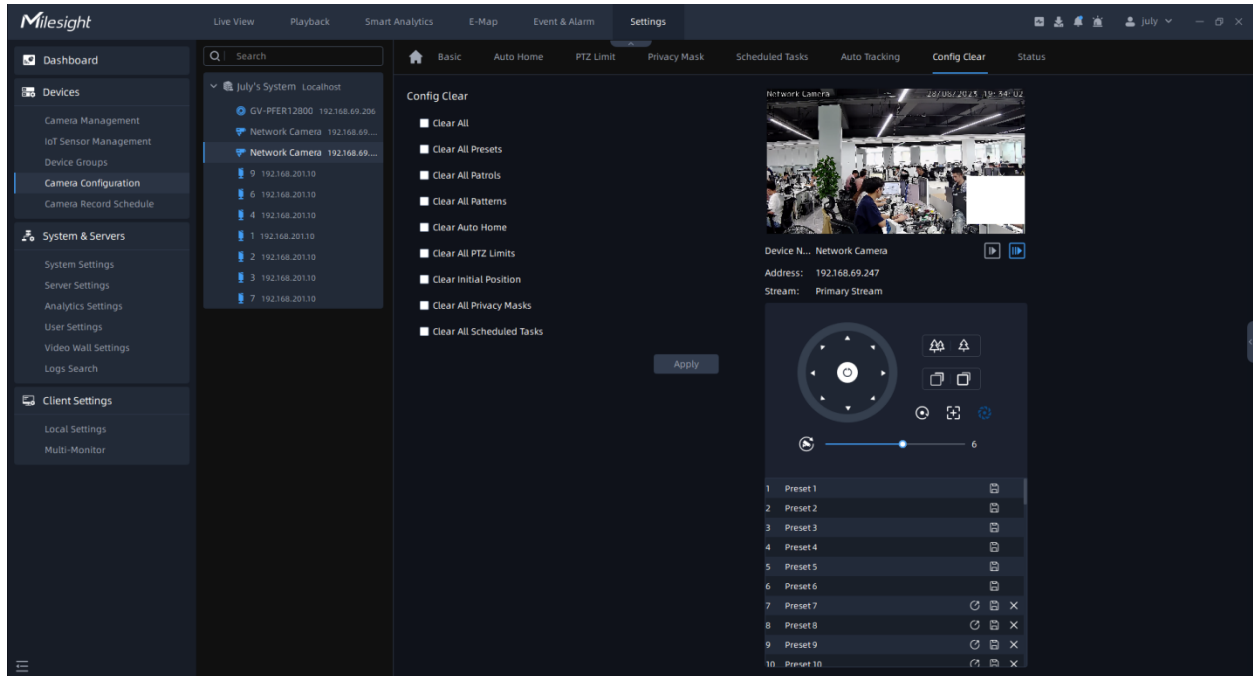 Milesight
Live View Playback Smart Analytics E-Map Event & Alarm Settings
july
Dashboard
Devices
Camera Management
IoT Sensor Management
Device Groups
Camera Configuration
Camera Record Schedule
System & Servers
System Settings
Server Settings
Analytics Settings
User Settings
Video Wall Settings
Logs Search
Client Settings
Local Settings
Multi-Monitor
Search
July's System Localhost
GV-PFER12800 192.168.69.206
Network Camera 192.168.69....
Network Camera 192.168.69....
9 192.168.201.10
6 192.168.201.10
4 192.168.201.10
1 192.168.201.10
2 192.168.201.10
3 192.168.201.10
7 192.168.201.10
Basic Auto Home PTZ Limit Privacy Mask Scheduled Tasks Auto Tracking Config Clear Status
Config Clear
Clear All
Clear All Presets
Clear All Patrols
Clear All Patterns
Clear Auto Home
Clear All PTZ Limits
Clear Initial Position
Clear All Privacy Masks
Clear All Scheduled Tasks
Apply
Network Camera 28/08/2023 19:34:02
Device N... Network Camera
Address: 192.168.69.247
Stream: Primary Stream
6
1 Preset 1
2 Preset 2
3 Preset 3
4 Preset 4
5 Preset 5
6 Preset 6
7 Preset 7
8 Preset 8
9 Preset 9
10 Preset 10